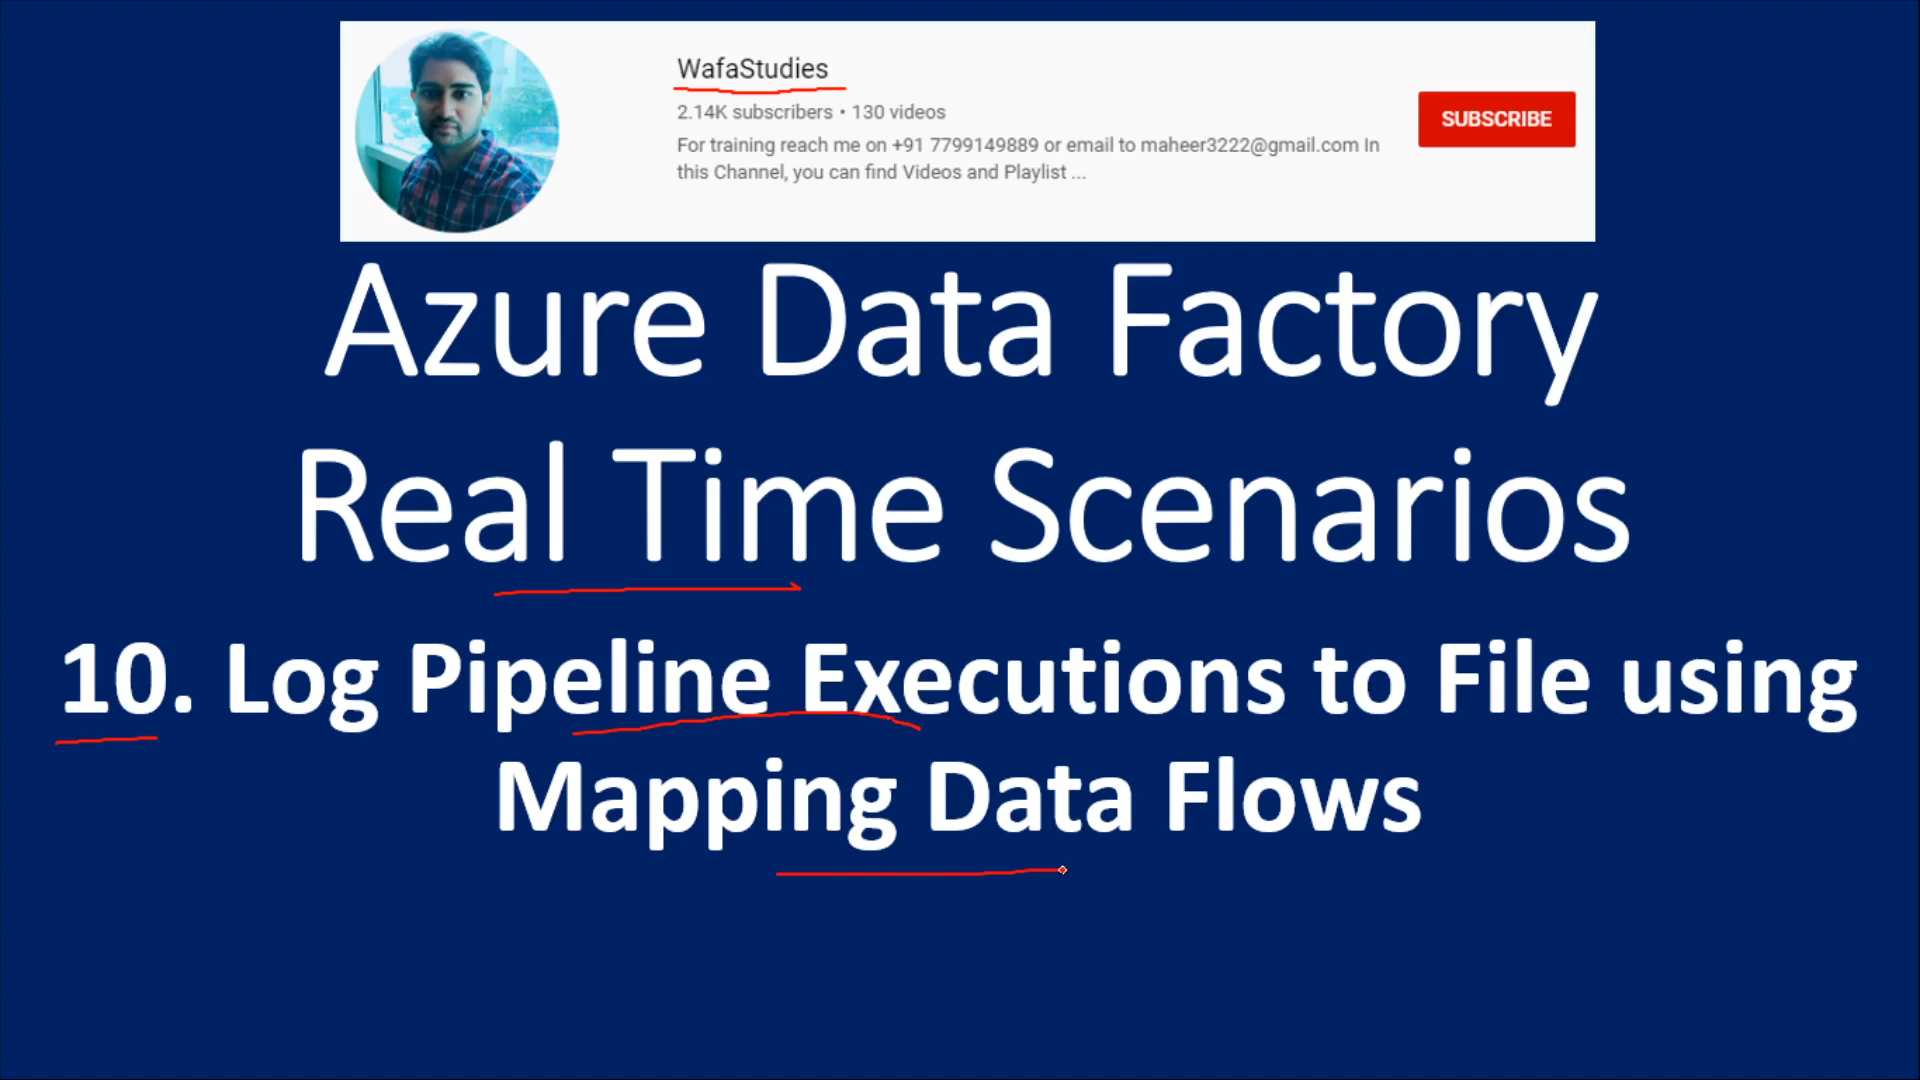 WafaStudies
2.14K subscribers • 130 videos
For training reach me on +91 7799149889 or email to maheer3222@gmail.com In
this Channel, you can find Videos and Playlist ...
SUBSCRIBE
Azure Data Factory
Real Time Scenarios
10. Log Pipeline Executions to File using
Mapping Data Flows